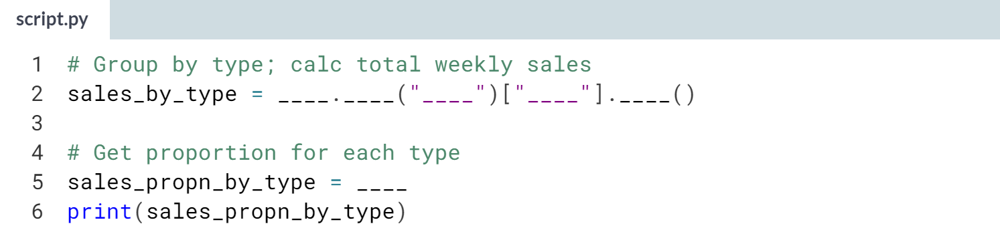 script.py
1 # Group by type; calc total weekly sales
2 sales_by_type = ____.____("____")["____"].____()
3
4 # Get proportion for each type
5 sales_propn_by_type = ____
6 print(sales_propn_by_type)